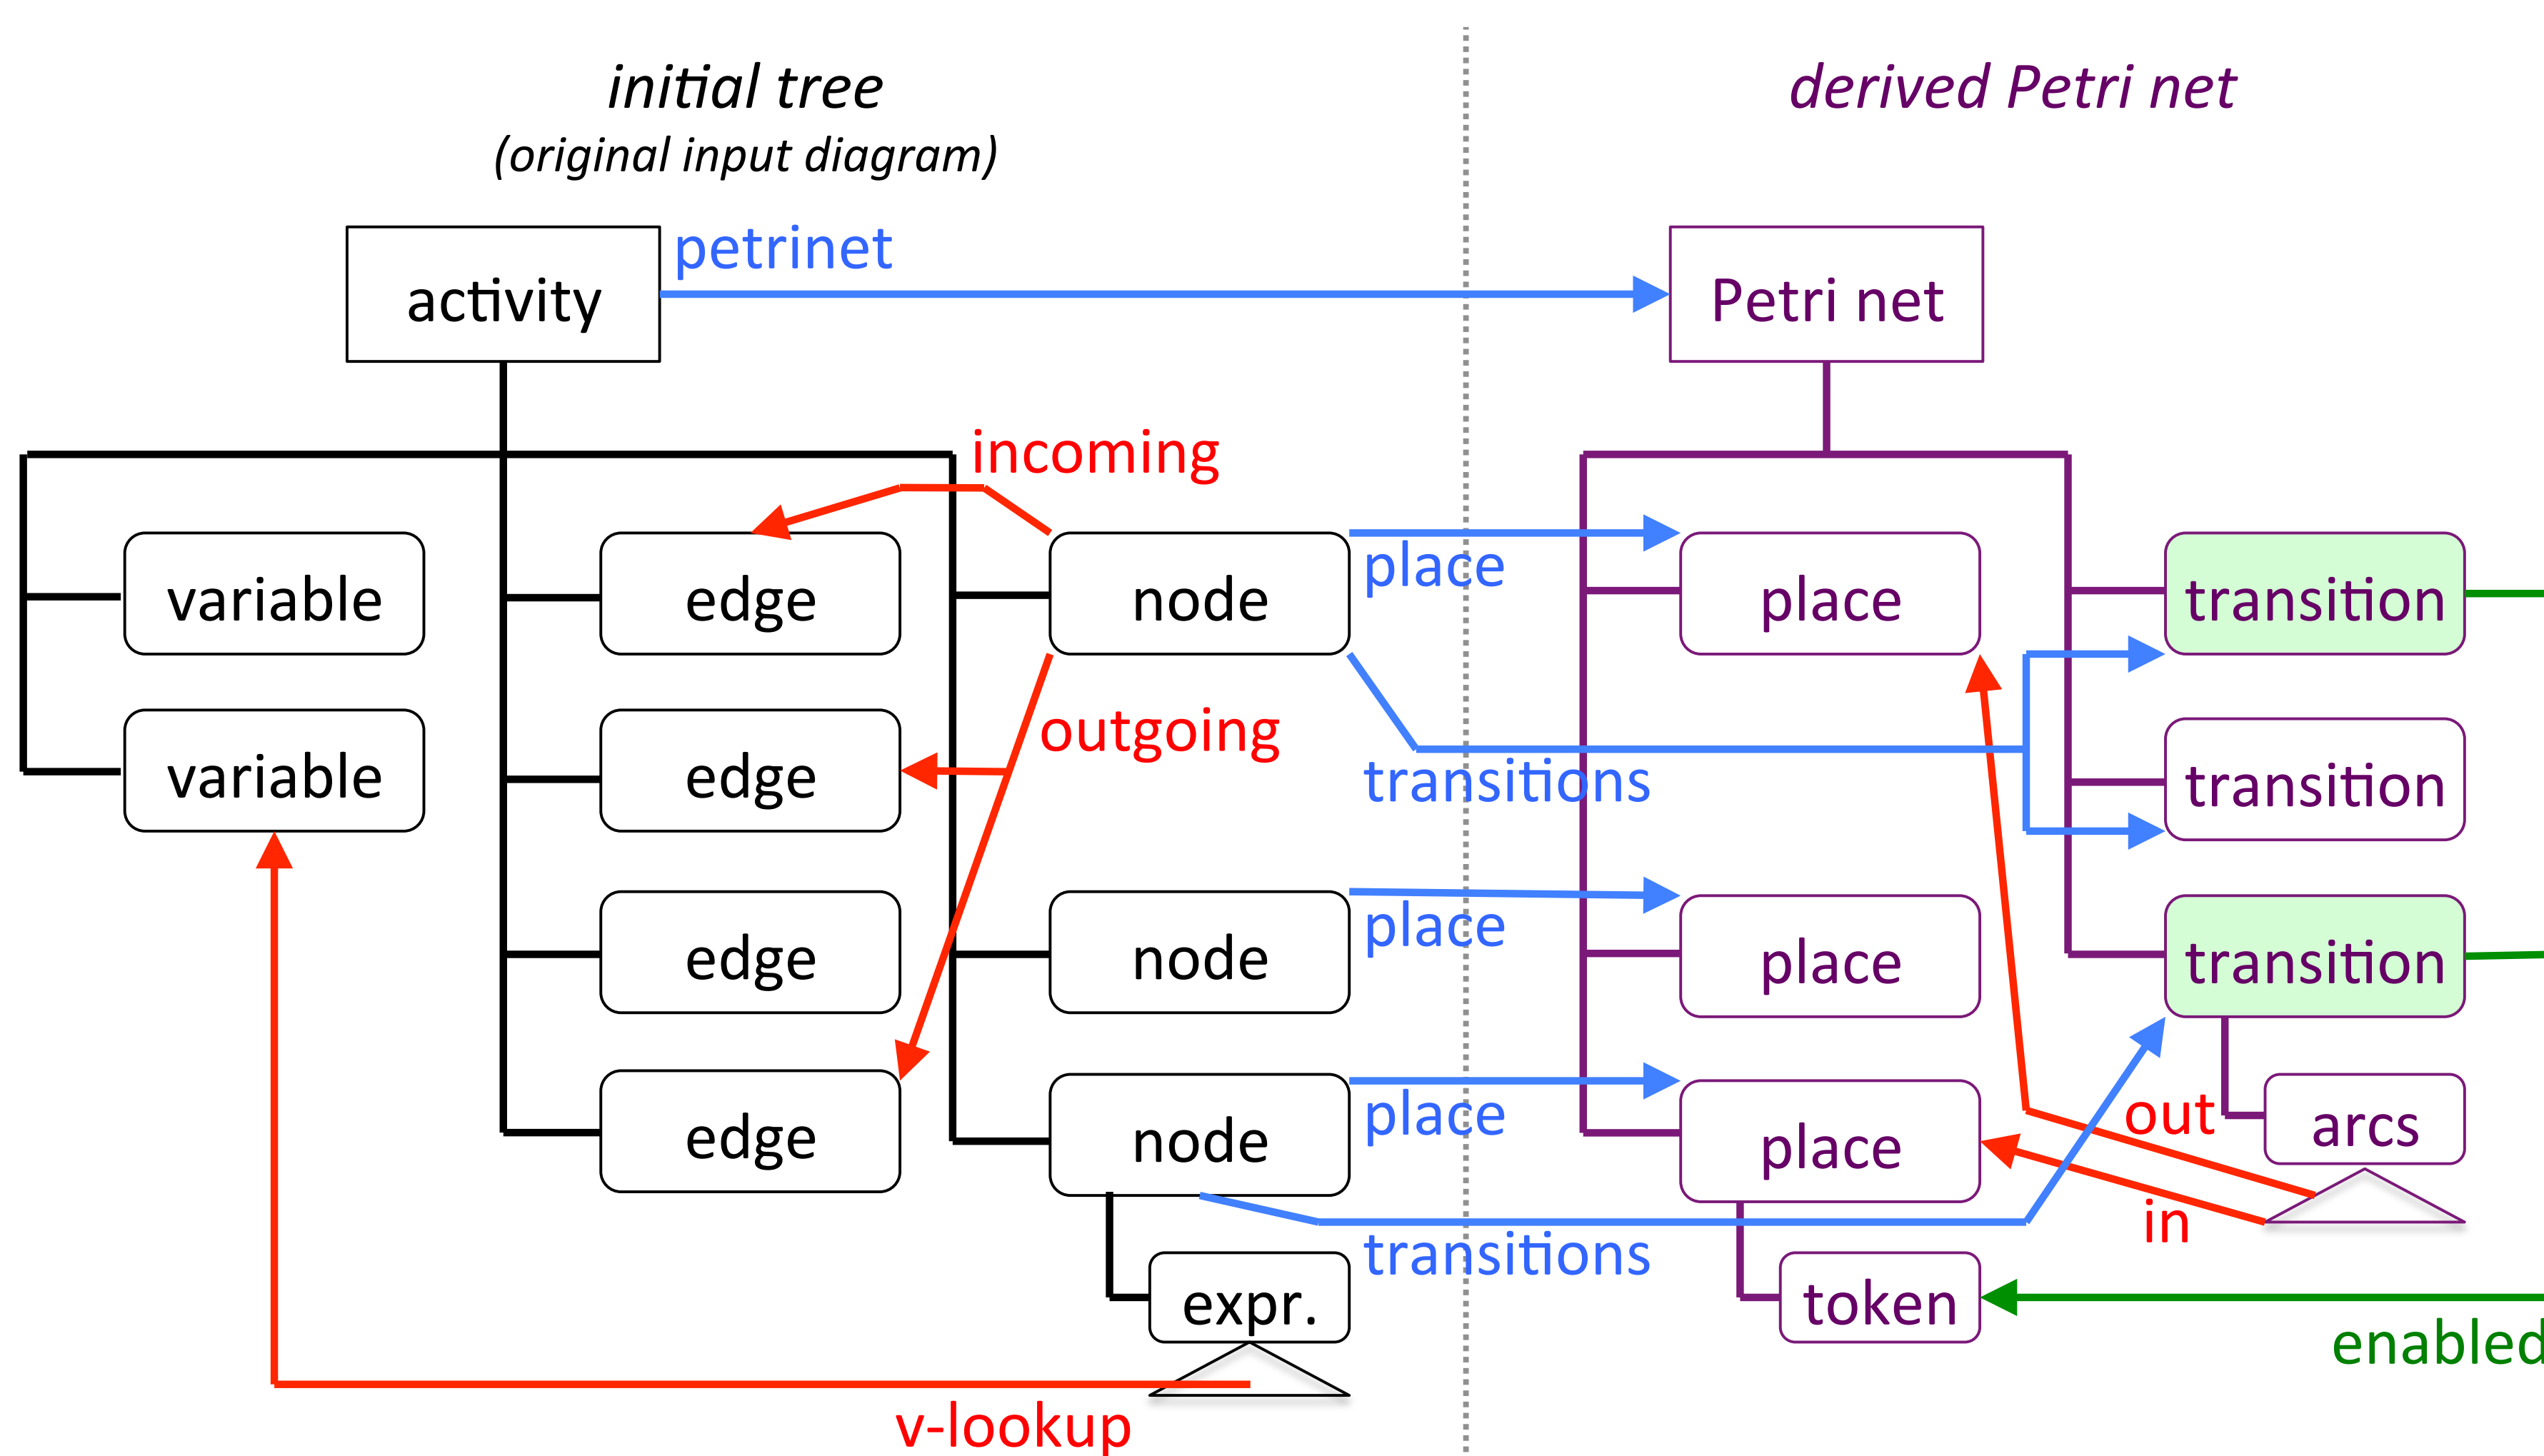 initial tree
(original input diagram)
derived Petri net
activity
petrinet
Petri net
incoming
variable
edge
node
place
place
transition
variable
edge
outgoing
transitions
transition
edge
node
place
place
transition
edge
node
place
place
out
arcs
in
expr.
transitions
token
enabled
v-lookup